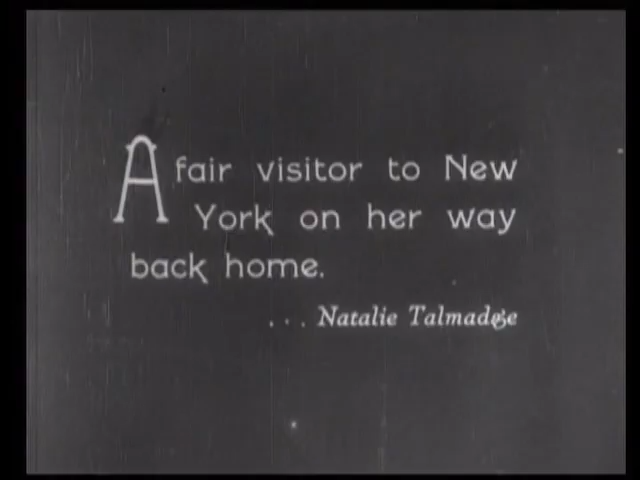 A fair visitor to New
York on her way
back home.
... Natalie Talmadge